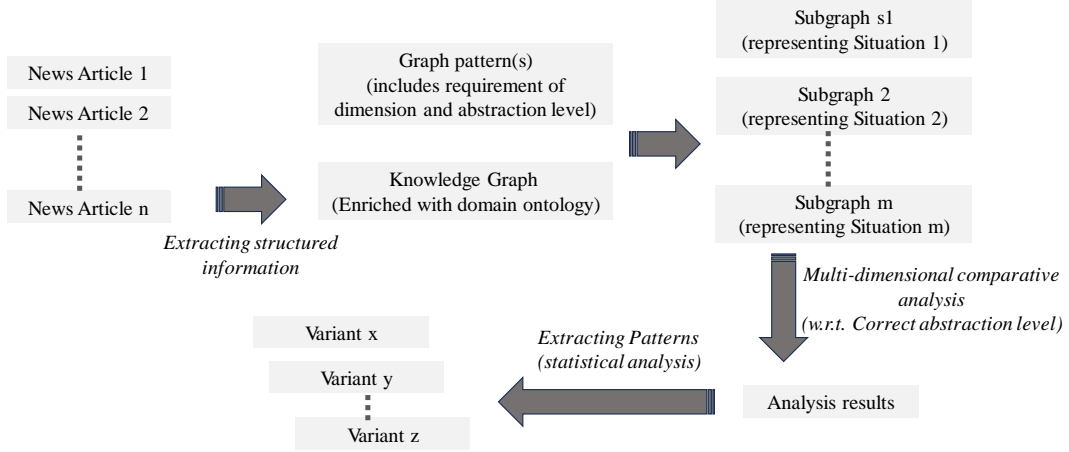 News Article 1
News Article 2
News Article n
Extracting structured
information
Graph pattern(s)
(includes requirement of
dimension and abstraction level)
Knowledge Graph
(Enriched with domain ontology)
Subgraph s1
(representing Situation 1)
Subgraph 2
(representing Situation 2)
Subgraph m
(representing Situation m)
Multi-dimensional comparative
analysis
(w.r.t. Correct abstraction level)
Analysis results
Extracting Patterns
(statistical analysis)
Variant x
Variant y
Variant z